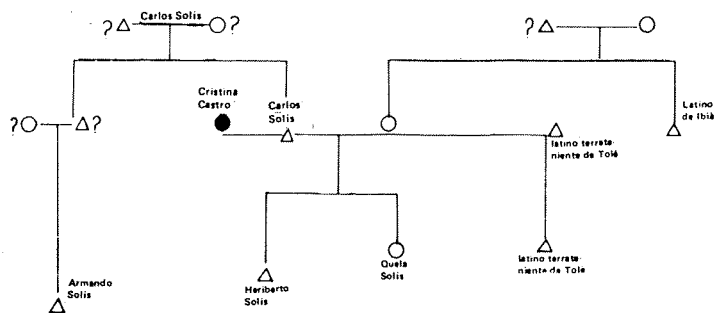 ? Carlos Solis ?
?
Cristina
Castro
Carlos
Solis
Latino
de Ibià
? ?
latino terrate-
niente de Tolé
Quela
Solis
latino terrate-
niente de Tole
Armando
Solis
Heriberto
Solis